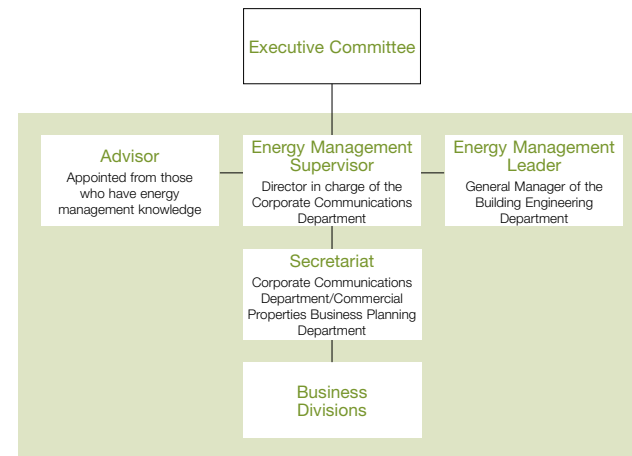 Executive Committee
Advisor
Appointed from those
who have energy
management knowledge
Energy Management
Supervisor
Director in charge of the
Corporate Communications
Department
Energy Management
Leader
General Manager of the
Building Engineering
Department
Secretariat
Corporate Communications
Department/Commercial
Properties Business Planning
Department
Business
Divisions